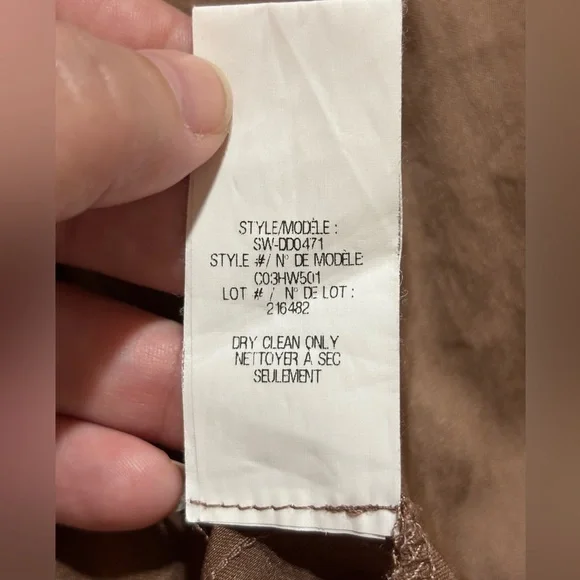 STYLE/MODÈLE :
SW-DD0471
STYLE #/ N° DE MODÈLE:
C03HW501
LOT # / N° DE LOT :
216482
DRY CLEAN ONLY
NETTOYER A SEC
SEULEMENT